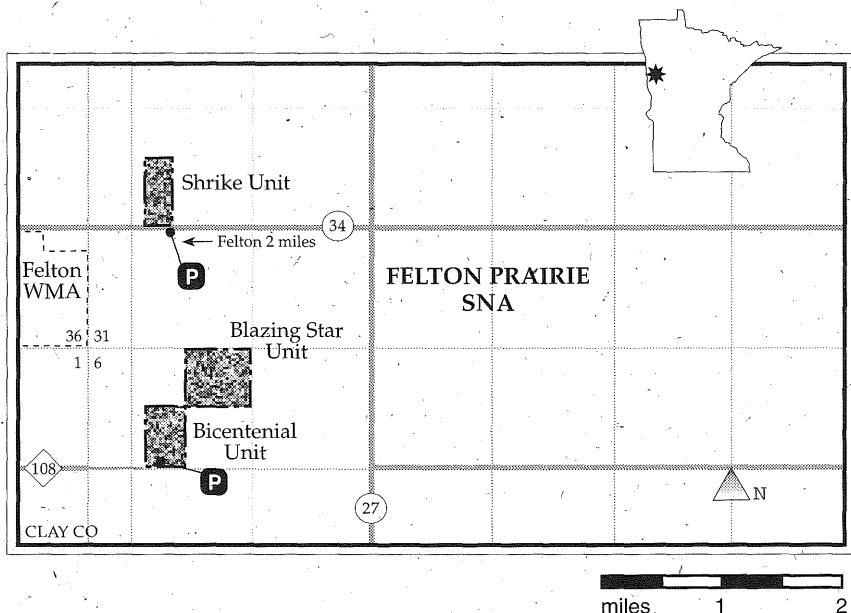 Shrike Unit
34
Felton 2 miles
P
Felton
WMA
FELTON PRAIRIE
SNA
36 31
1 6
Blazing Star
Unit
Bicentenial
Unit
108
P
27
N
CLAY CO
miles 1 2